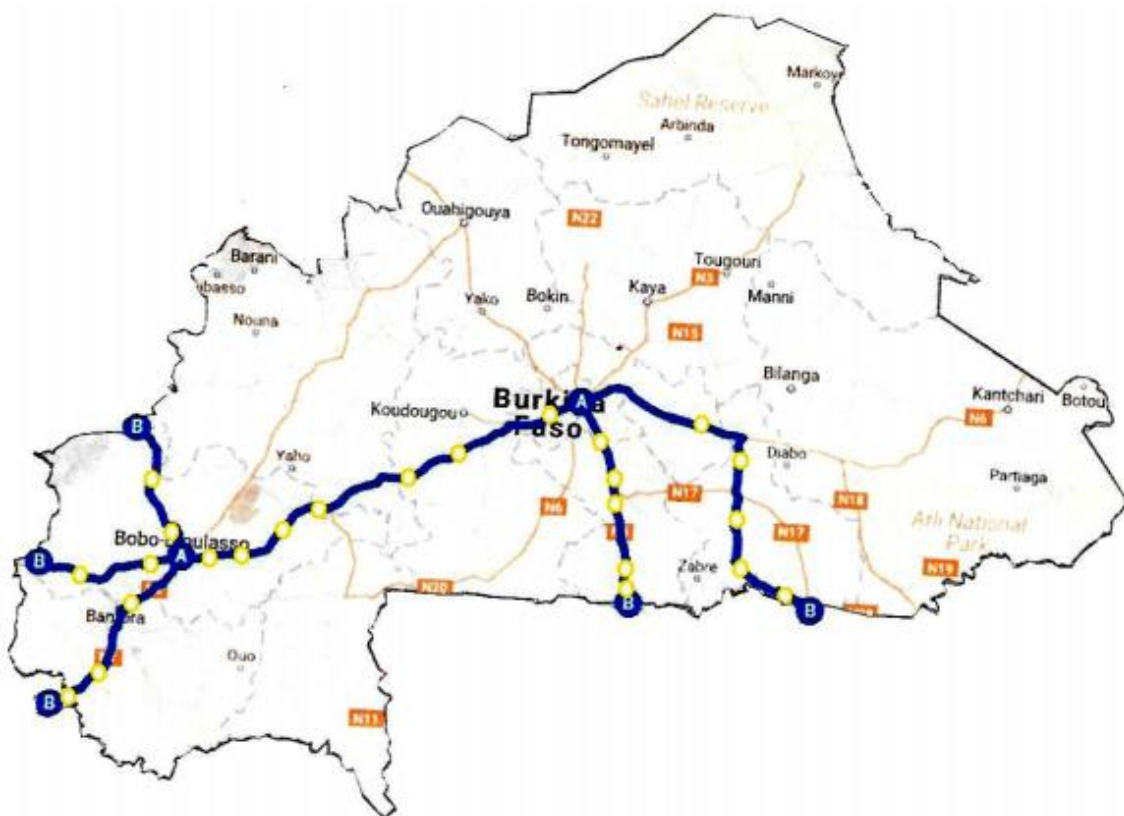 Markoy
Sahel Reserve
Arbinda
Tongomayel
Ouahigouya
N22
Barani
Tougouri
N3
Kaya
Manni
Yako
Bokin
Nouna
N15
Bilanga
Kantchari
Botou
Burkina
Faso
A
Koudougou
N6
B
Yaho
Diabo
Partiaga
N17
N18
N6
Arli National
Park
N17
Bobo-Dioulasso
A
B
Zabre
N19
N20
B
B
Banfora
Ouo
B
N11